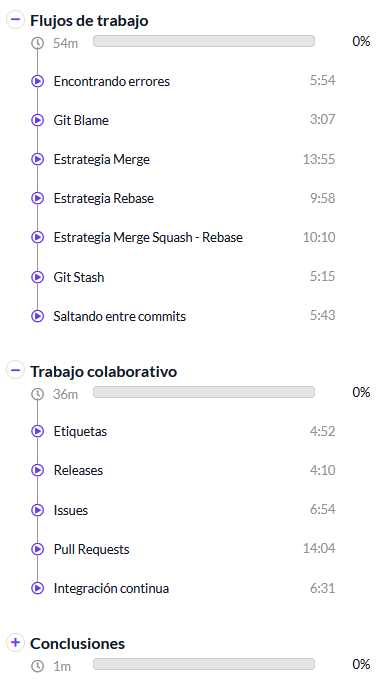 Flujos de trabajo
54m 0%
Encontrando errores 5:54
Git Blame 3:07
Estrategia Merge 13:55
Estrategia Rebase 9:58
Estrategia Merge Squash - Rebase 10:10
Git Stash 5:15
Saltando entre commits 5:43
Trabajo colaborativo
36m 0%
Etiquetas 4:52
Releases 4:10
Issues 6:54
Pull Requests 14:04
Integración continua 6:31
Conclusiones
1m 0%